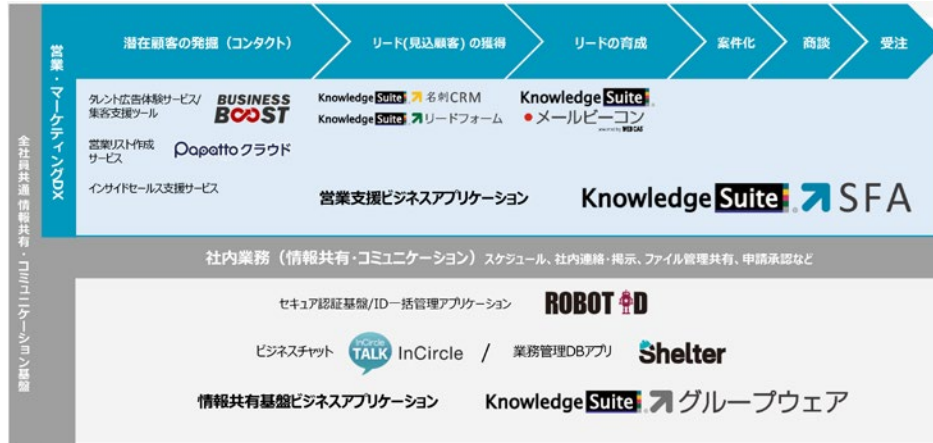 全社員共通 情報共有・コミュニケーション基盤
営業・マーケティングDX
潜在顧客の発掘(コンタクト)
リード(見込顧客)の獲得
リードの育成
案件化
商談
受注
タレント広告体験サービス/
集客支援ツール
BUSINESS
BOOST
営業リスト作成
サービス
Papattoクラウド
インサイドセールス支援サービス
Knowledge Suite 名刺CRM
Knowledge Suite リードフォーム
Knowledge Suite
メールビーコン
powered by WEB CAS
営業支援ビジネスアプリケーション
Knowledge Suite SFA
社内業務(情報共有・コミュニケーション)スケジュール、社内連絡・掲示、ファイル管理共有、申請承認など
セキュア認証基盤/ID一括管理アプリケーション
ROBOT ID
ビジネスチャット
InCircle
TALK
InCircle
/
業務管理DBアプリ
Shelter
情報共有基盤ビジネスアプリケーション
Knowledge Suite グループウェア